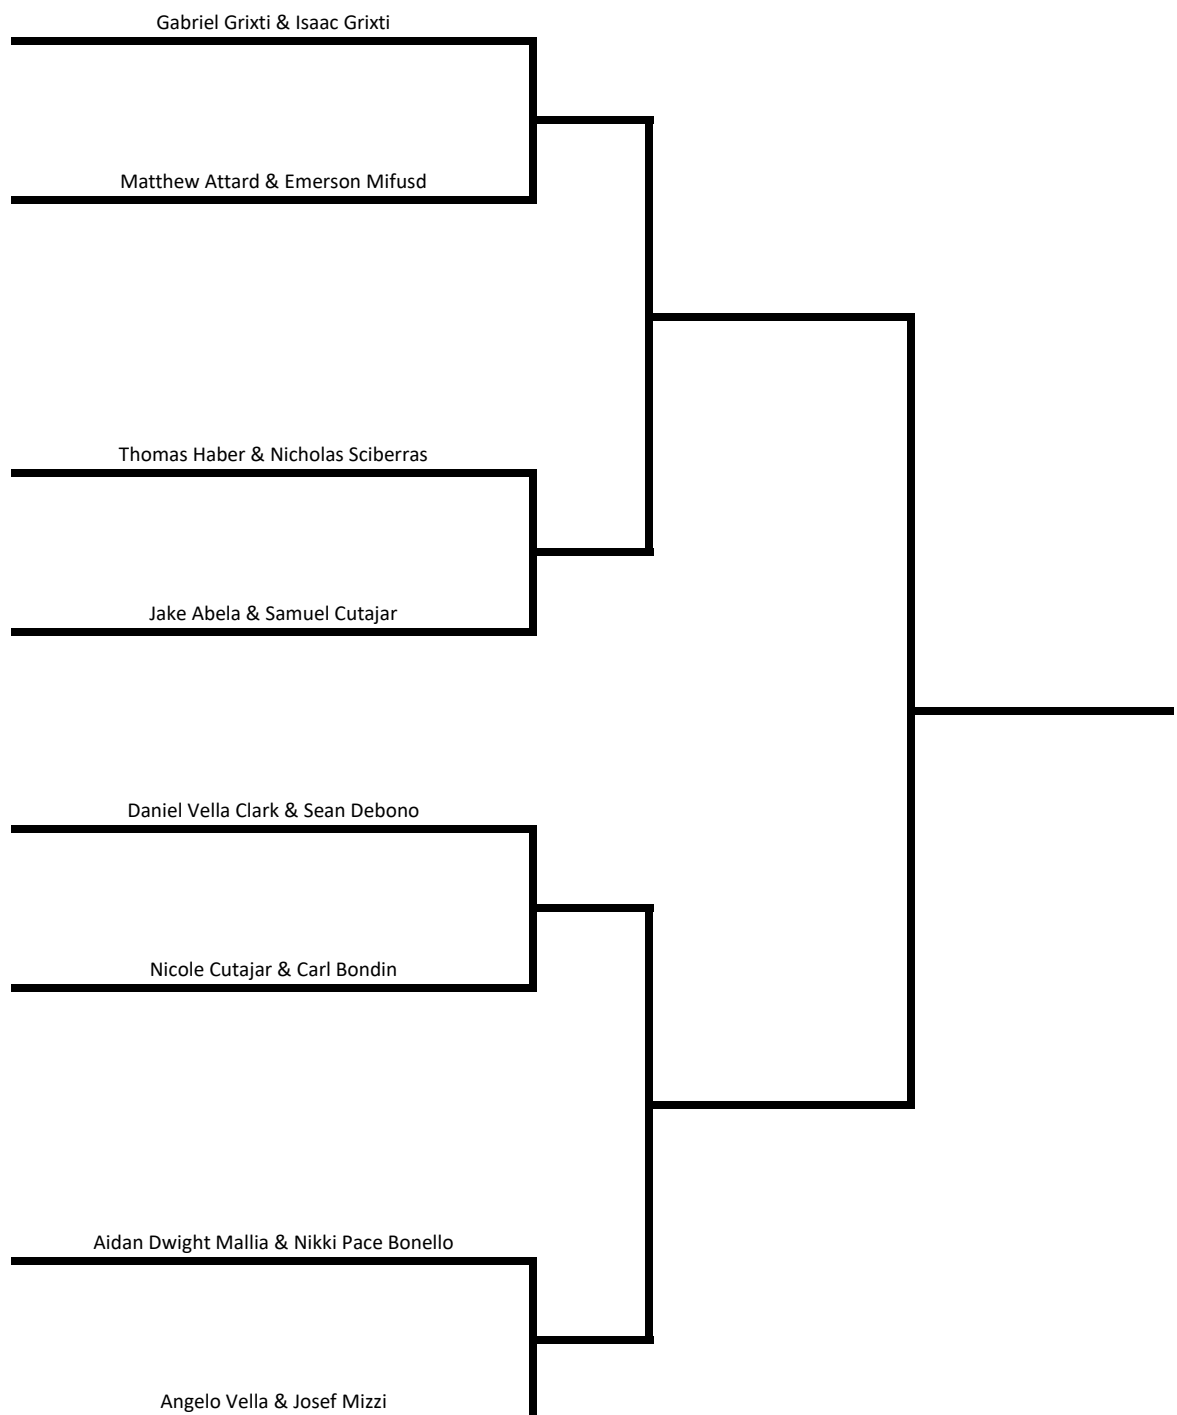 Gabriel Grixti & Isaac Grixti
Matthew Attard & Emerson Mifusd
Thomas Haber & Nicholas Sciberras
Jake Abela & Samuel Cutajar
Daniel Vella Clark & Sean Debono
Nicole Cutajar & Carl Bondin
Aidan Dwight Mallia & Nikki Pace Bonello
Angelo Vella & Josef Mizzi